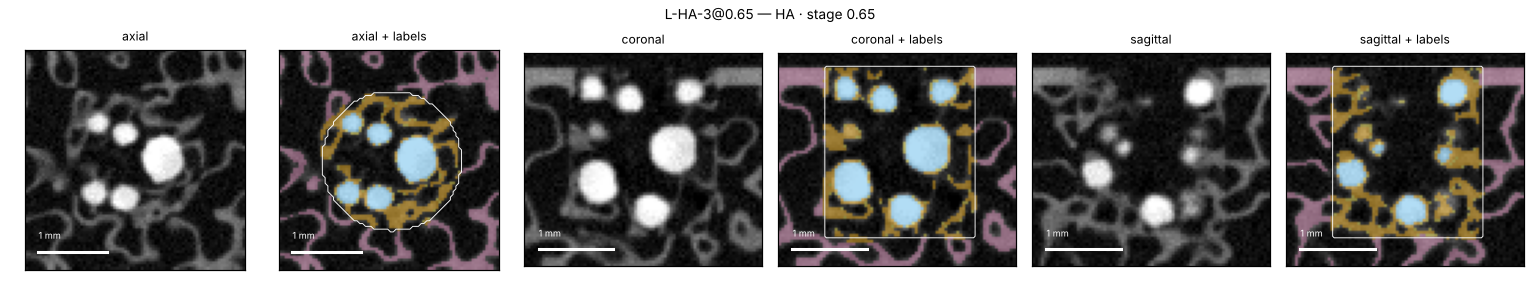 L-HA-3@0.65 — HA · stage 0.65
axial
axial + labels
coronal
coronal + labels
sagittal
sagittal + labels
1 mm
1 mm
1 mm
1 mm
1 mm
1 mm